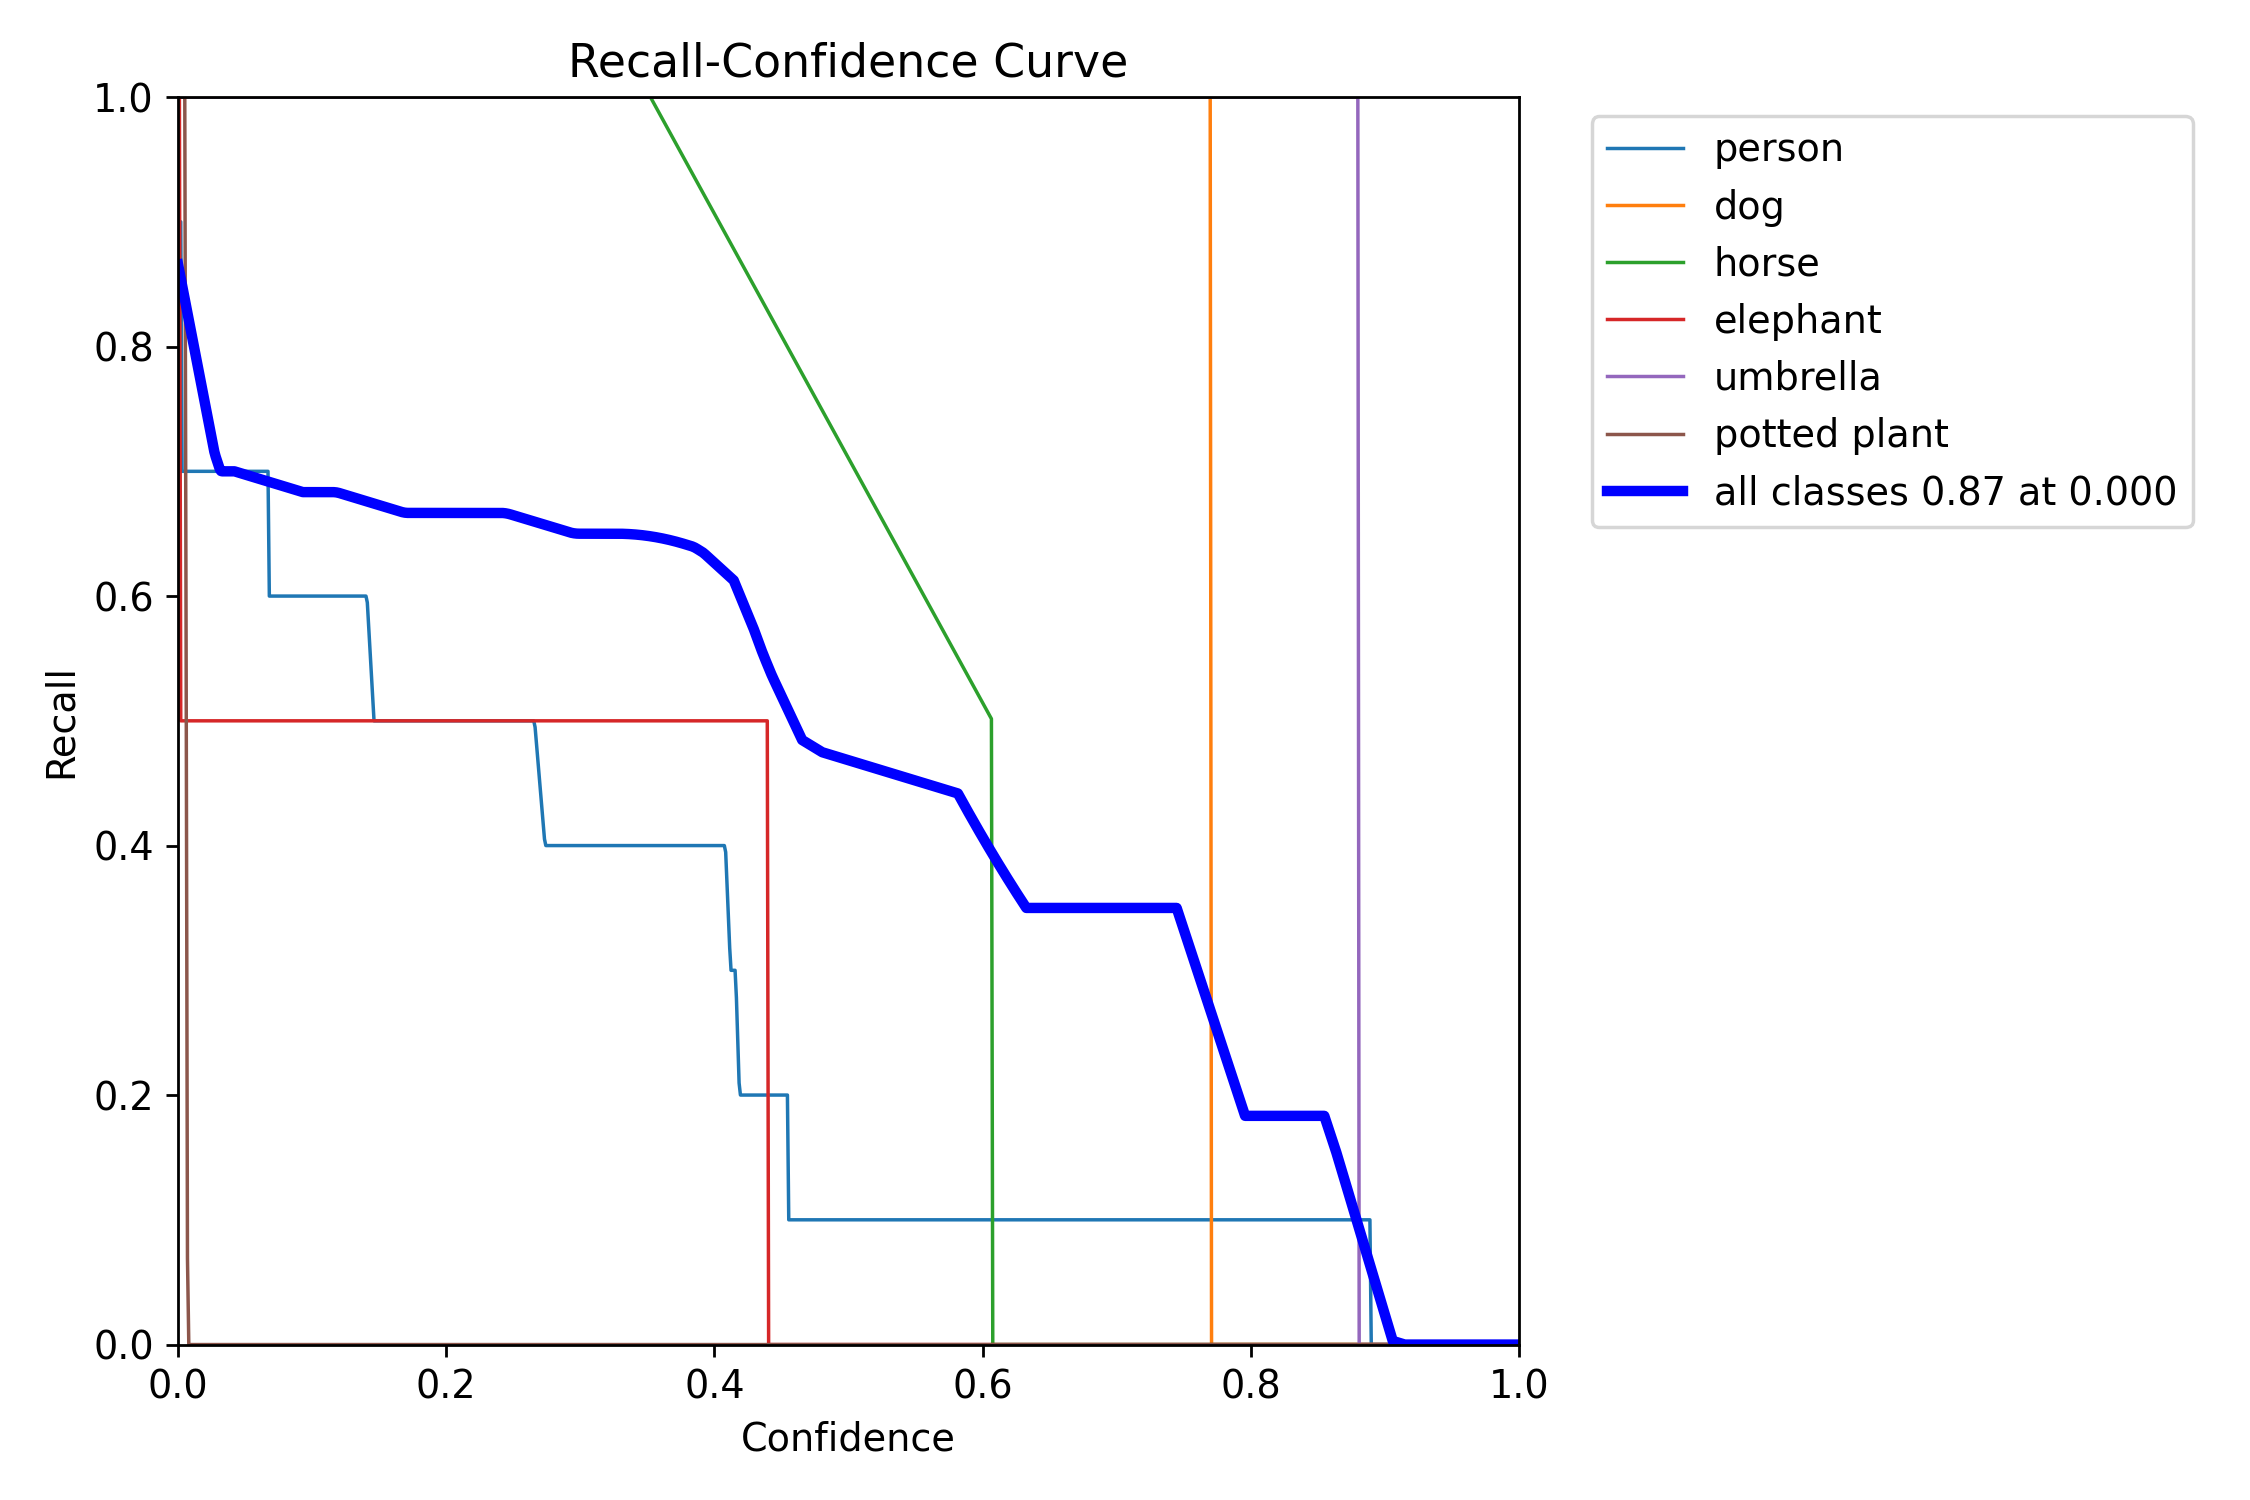 Recall-Confidence Curve
1.0
0.8
0.6
0.4
0.2
0.0
Recall
0.0 0.2 0.4 0.6 0.8 1.0
Confidence
person
dog
horse
elephant
umbrella
potted plant
all classes 0.87 at 0.000